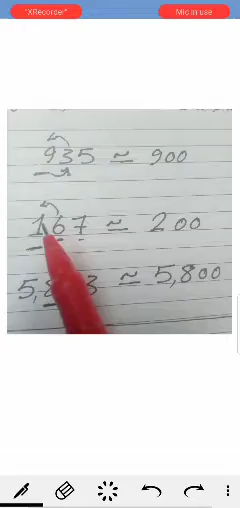 "XRecorder"
Mic in use
935 ≃ 900
167 ≃ 200
≃ 5,800